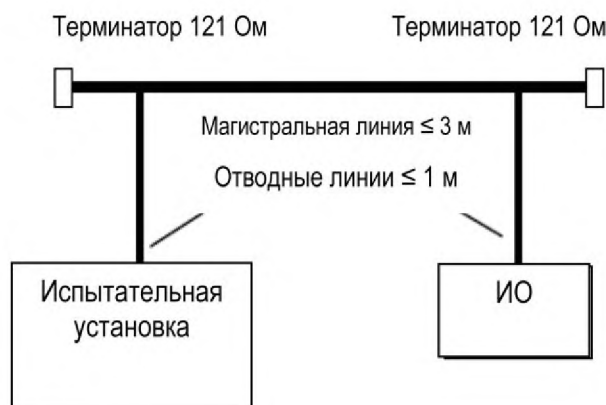 Терминатор 121 Ом
Терминатор 121 Ом
Магистральная линия ≤ 3 м
Отводные линии ≤ 1 м
Испытательная
установка
ИО